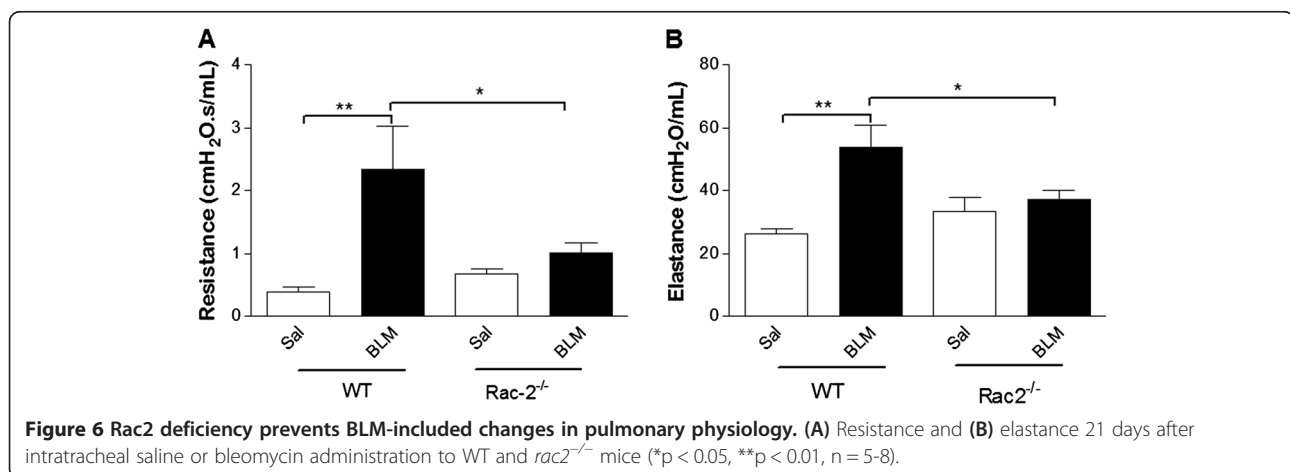 A
Resistance (cmH₂O.s/mL)
4
3
2
1
0
**
*
Sal
BLM
Sal
BLM
WT
Rac-2⁻/⁻
B
Elastance (cmH₂O/mL)
80
60
40
20
0
**
*
Sal
BLM
Sal
BLM
WT
Rac2⁻/⁻
Figure 6 Rac2 deficiency prevents BLM-included changes in pulmonary physiology. (A) Resistance and (B) elastance 21 days after
intratracheal saline or bleomycin administration to WT and rac2⁻/⁻ mice (*p < 0.05, **p < 0.01, n = 5-8).